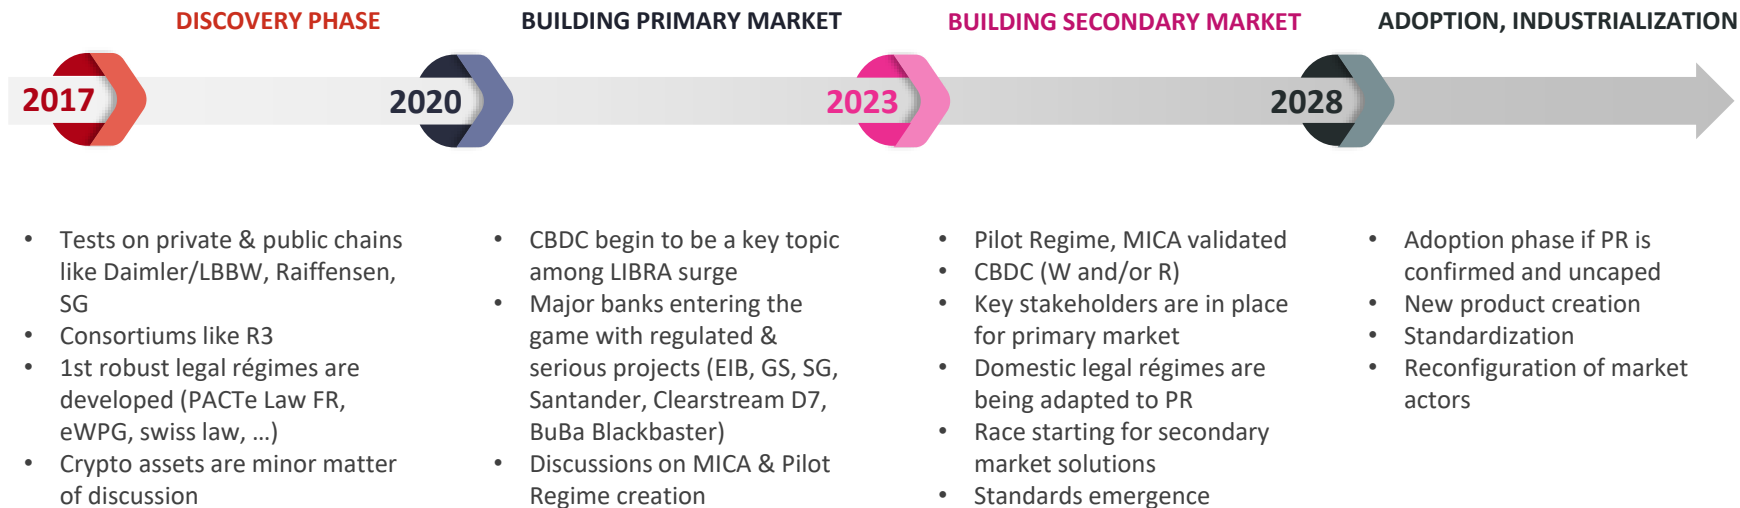 DISCOVERY PHASE
BUILDING PRIMARY MARKET
BUILDING SECONDARY MARKET
ADOPTION, INDUSTRIALIZATION
2017
2020
2023
2028
• Tests on private & public chains
like Daimler/LBBW, Raiffensen,
SG
• Consortiums like R3
• 1st robust legal régimes are
developed (PACTe Law FR,
eWPG, swiss law, …)
• Crypto assets are minor matter
of discussion
• CBDC begin to be a key topic
among LIBRA surge
• Major banks entering the
game with regulated &
serious projects (EIB, GS, SG,
Santander, Clearstream D7,
BuBa Blackbaster)
• Discussions on MICA & Pilot
Regime creation
• Pilot Regime, MICA validated
• CBDC (W and/or R)
• Key stakeholders are in place
for primary market
• Domestic legal régimes are
being adapted to PR
• Race starting for secondary
market solutions
• Standards emergence
• Adoption phase if PR is
confirmed and uncaped
• New product creation
• Standardization
• Reconfiguration of market
actors